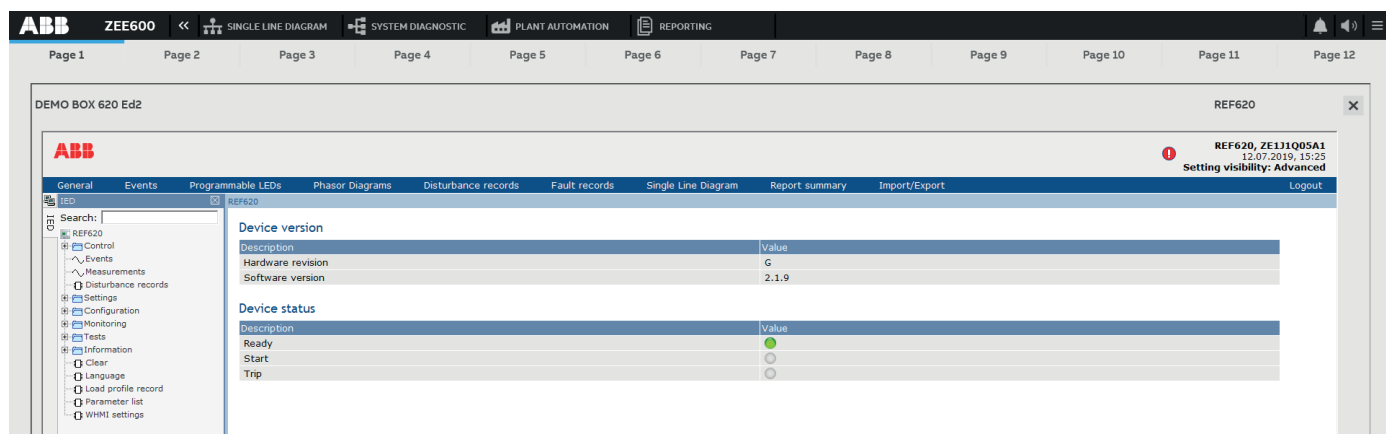 ABB ZEE600 « SINGLE LINE DIAGRAM SYSTEM DIAGNOSTIC PLANT AUTOMATION REPORTING
Page 1 Page 2 Page 3 Page 4 Page 5 Page 6 Page 7 Page 8 Page 9 Page 10 Page 11 Page 12
DEMO BOX 620 Ed2 REF620
ABB
REF620, ZE1J1Q05A1
12.07.2019, 15:25
Setting visibility: Advanced
General Events Programmable LEDs Phasor Diagrams Disturbance records Fault records Single Line Diagram Report summary Import/Export Logout
IED
IED
REF620
Search:
REF620
Control
Events
Measurements
Disturbance records
Settings
Configuration
Monitoring
Tests
Information
Clear
Language
Load profile record
Parameter list
WHMI settings
Device version
Description Value
Hardware revision G
Software version 2.1.9
Device status
Description Value
Ready
Start
Trip